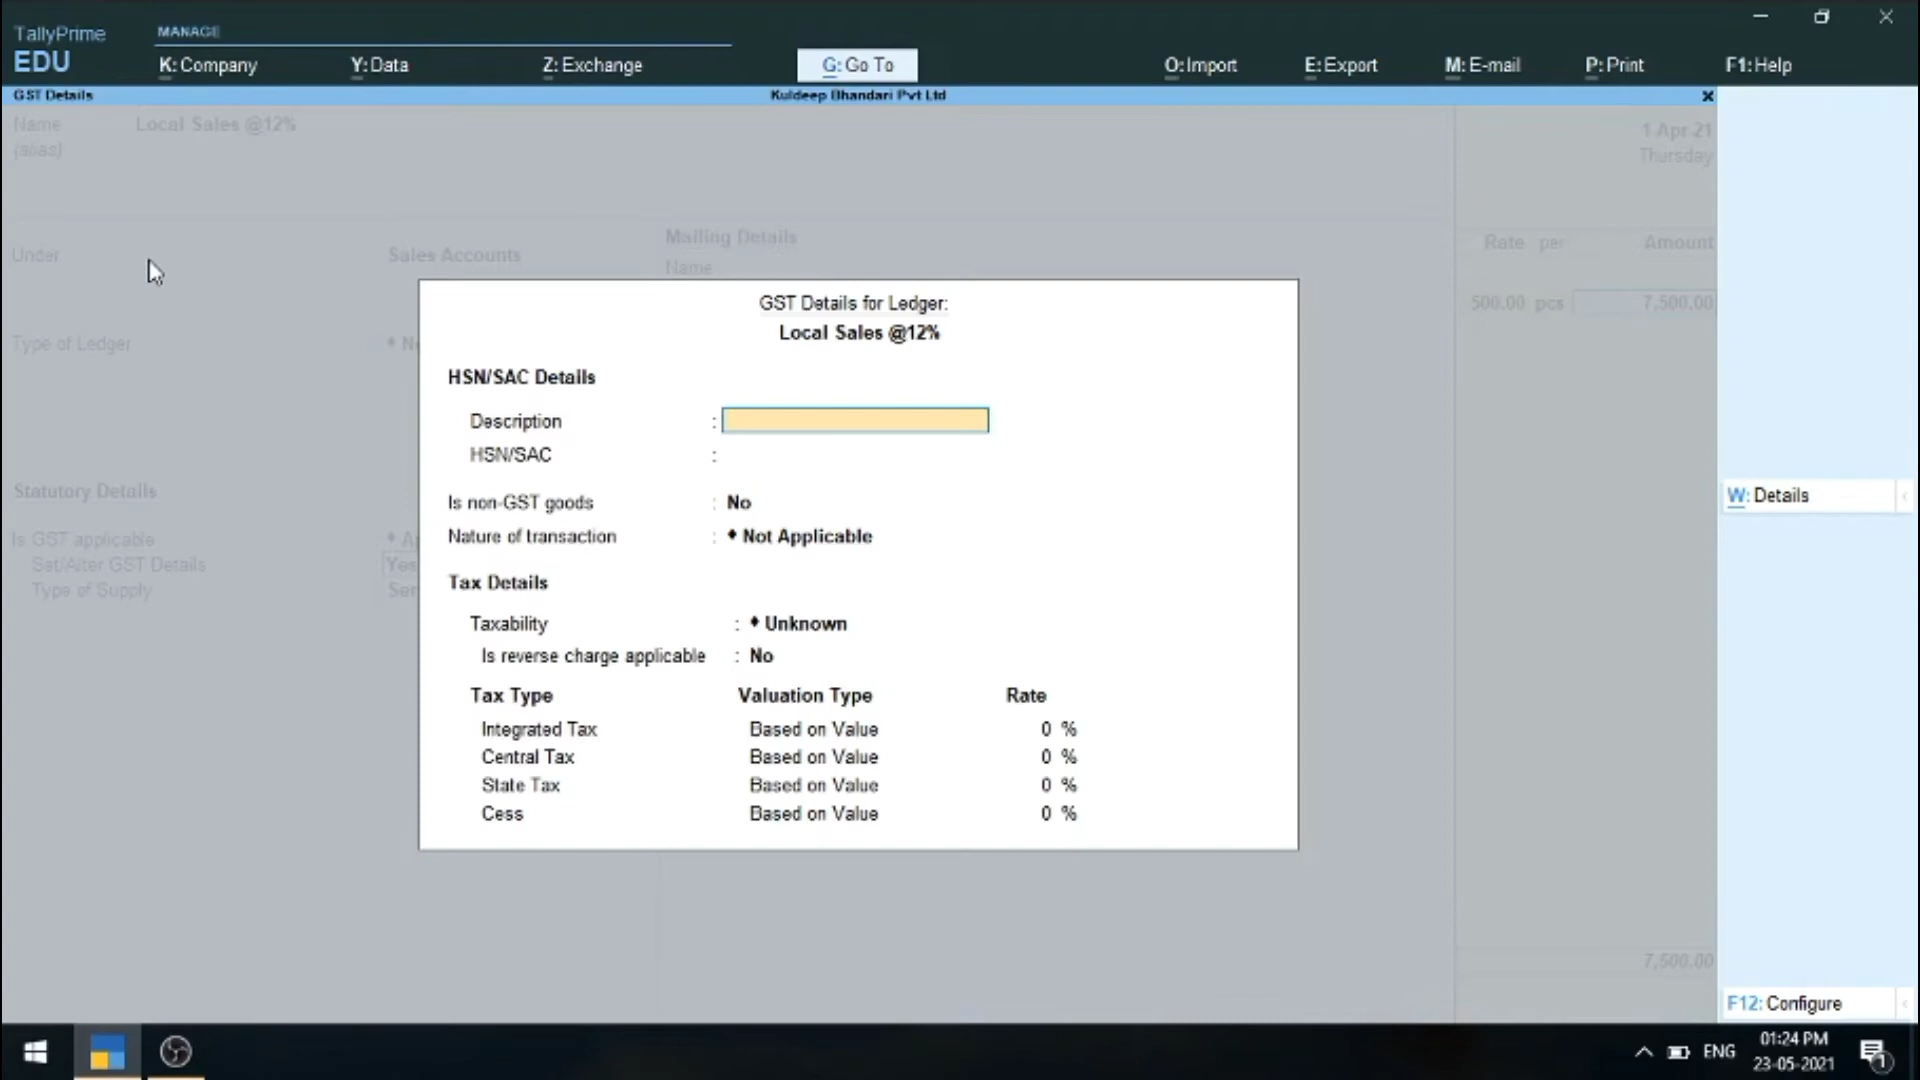 TallyPrime
MANAGE
EDU
K: Company
Y: Data
Z: Exchange
G: Go To
O: Import
E: Export
M: E-mail
P: Print
F1: Help
GST Details
Kuldeep Bhandari Pvt Ltd
Name
Local Sales @12%
(alias)
1 Apr 21
Thursday
Under
Sales Accounts
Mailing Details
Name
Rate per
Amount
500.00 pcs
7,500.00
Type of Ledger
Statutory Details
Is GST applicable
Set/Alter GST Details
Yes
Type of Supply
GST Details for Ledger:
Local Sales @12%
HSN/SAC Details
Description :
HSN/SAC :
Is non-GST goods : No
Nature of transaction : ♦ Not Applicable
Tax Details
Taxability : ♦ Unknown
Is reverse charge applicable : No
Tax Type Valuation Type Rate
Integrated Tax Based on Value 0 %
Central Tax Based on Value 0 %
State Tax Based on Value 0 %
Cess Based on Value 0 %
W: Details
7,500.00
F12: Configure
ENG
01:24 PM
23-05-2021
1